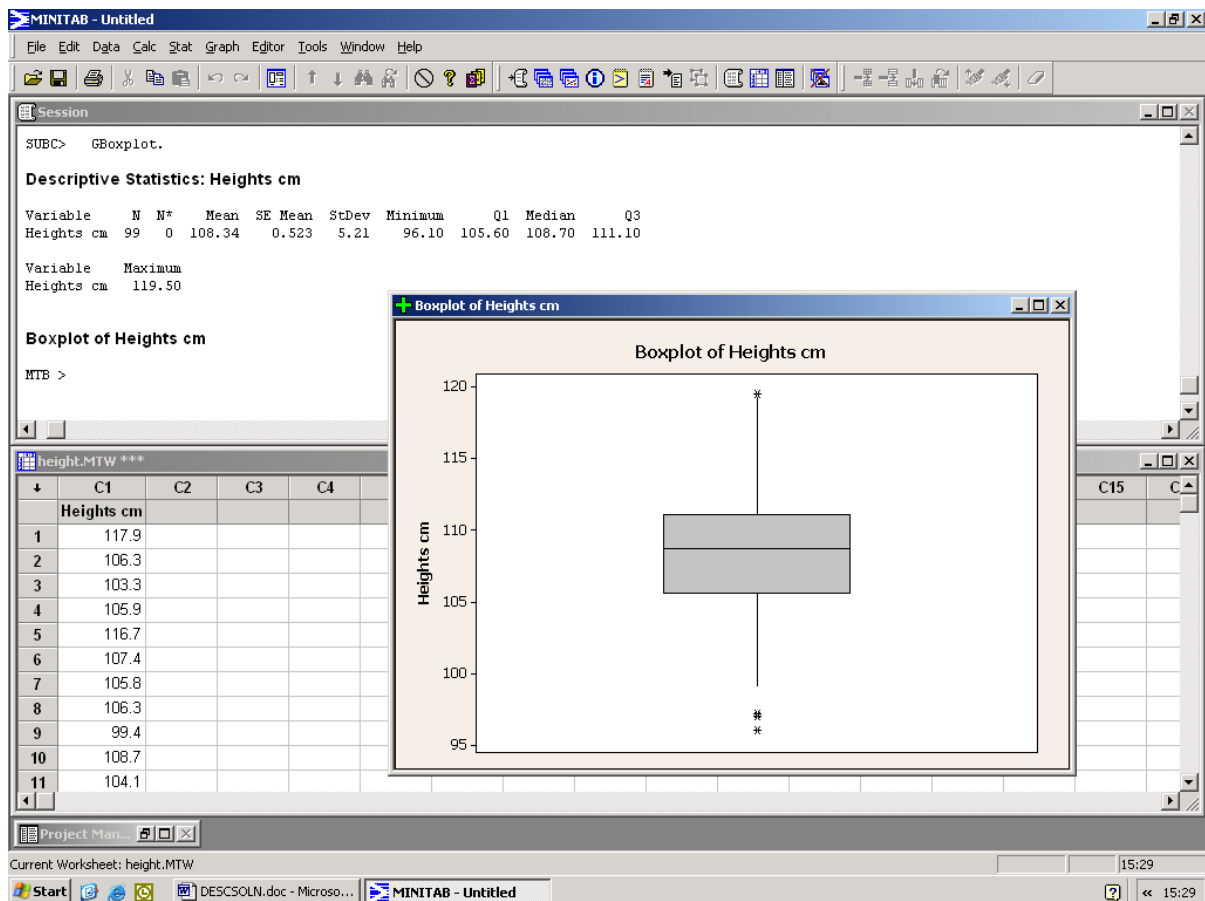 MINITAB - Untitled
File Edit Data Calc Stat Graph Editor Tools Window Help
Session
SUBC> GBoxplot.
Descriptive Statistics: Heights cm
Variable N N* Mean SE Mean StDev Minimum Q1 Median Q3
Heights cm 99 0 108.34 0.523 5.21 96.10 105.60 108.70 111.10
Variable Maximum
Heights cm 119.50
Boxplot of Heights cm
MTB >
Boxplot of Heights cm
Boxplot of Heights cm
Heights cm
120
115
110
105
100
95
height.MTW ***
C1 C2 C3 C4 C15 C
Heights cm
1 117.9
2 106.3
3 103.3
4 105.9
5 116.7
6 107.4
7 105.8
8 106.3
9 99.4
10 108.7
11 104.1
Project Man...
Current Worksheet: height.MTW 15:29
Start DESCSOLN.doc - Microso... MINITAB - Untitled « 15:29